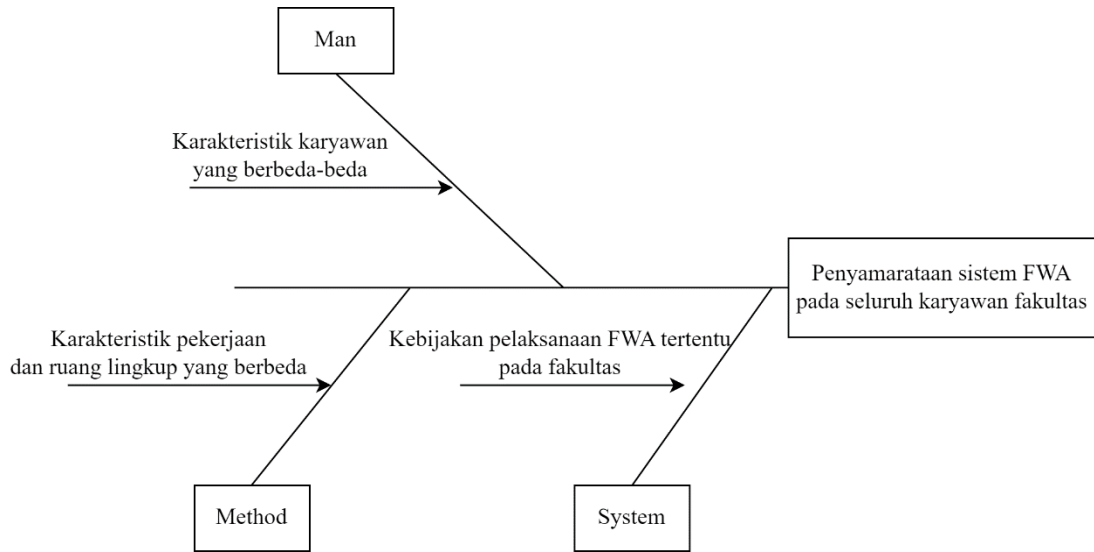 Man
Karakteristik karyawan
yang berbeda-beda
Penyamarataan sistem FWA
pada seluruh karyawan fakultas
Karakteristik pekerjaan
dan ruang lingkup yang berbeda
Kebijakan pelaksanaan FWA tertentu
pada fakultas
Method
System